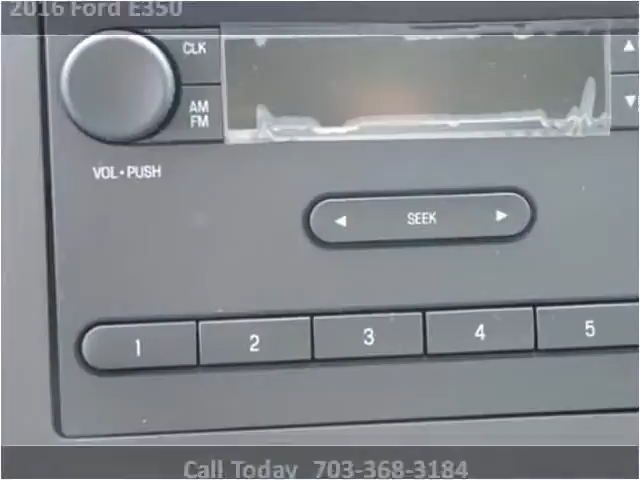 2016 Ford E350
CLK
AM
FM
VOL • PUSH
◄ SEEK ►
1 2 3 4 5
Call Today 703-368-3184